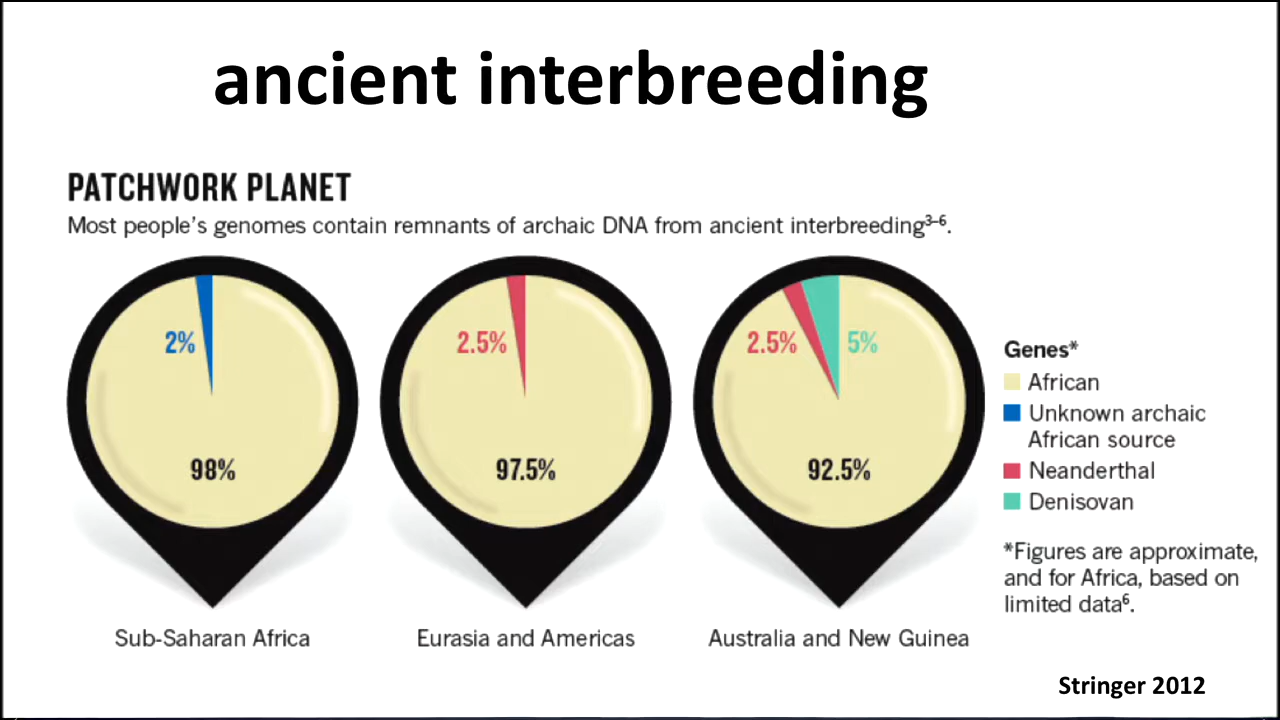 ancient interbreeding
PATCHWORK PLANET
Most people's genomes contain remnants of archaic DNA from ancient interbreeding³⁻⁶.
2%
98%
2.5%
97.5%
2.5%
5%
92.5%
Genes*
African
Unknown archaic
African source
Neanderthal
Denisovan
*Figures are approximate,
and for Africa, based on
limited data⁶.
Sub-Saharan Africa
Eurasia and Americas
Australia and New Guinea
Stringer 2012